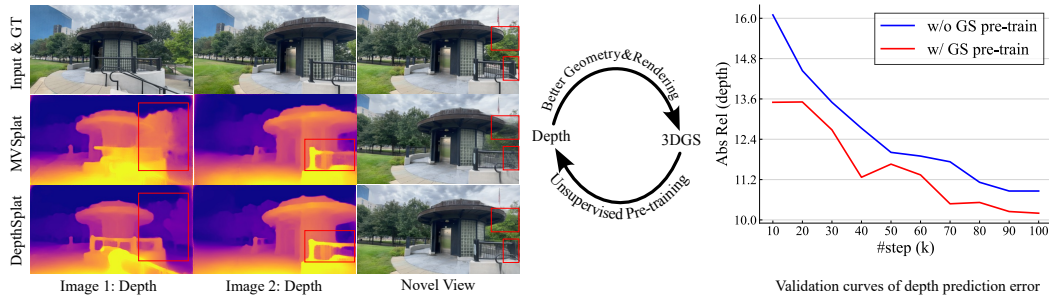 Input & GT
MVSplat
DepthSplat
Image 1: Depth
Image 2: Depth
Novel View
Better Geometry&Rendering
Depth
3DGS
Unsupervised Pre-training
Abs Rel (depth)
16.0
14.8
13.6
12.4
11.2
10.0
w/o GS pre-train
w/ GS pre-train
10 20 30 40 50 60 70 80 90 100
#step (k)
Validation curves of depth prediction error